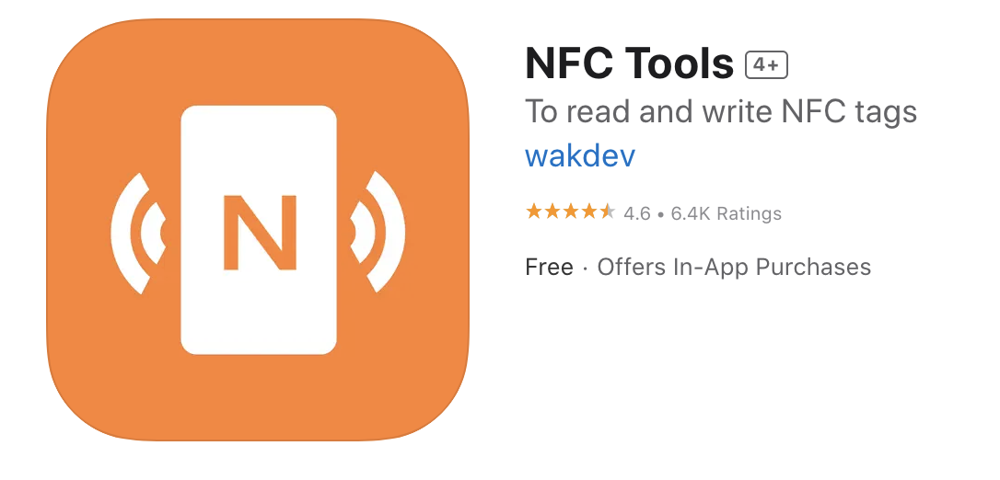 N
NFC Tools 4+
To read and write NFC tags
wakdev
4.6 • 6.4K Ratings
Free · Offers In-App Purchases